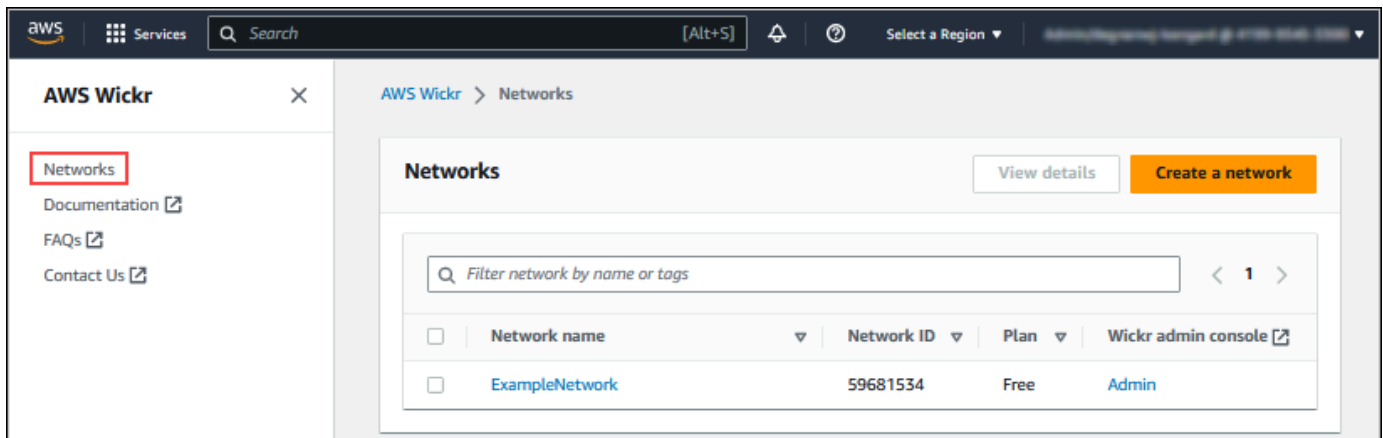 aws Services Search [Alt+S] Select a Region
AWS Wickr
AWS Wickr Networks
Networks
Documentation
FAQs
Contact Us
Networks View details Create a network
Filter network by name or tags 1
Network name Network ID Plan Wickr admin console
ExampleNetwork 59681534 Free Admin